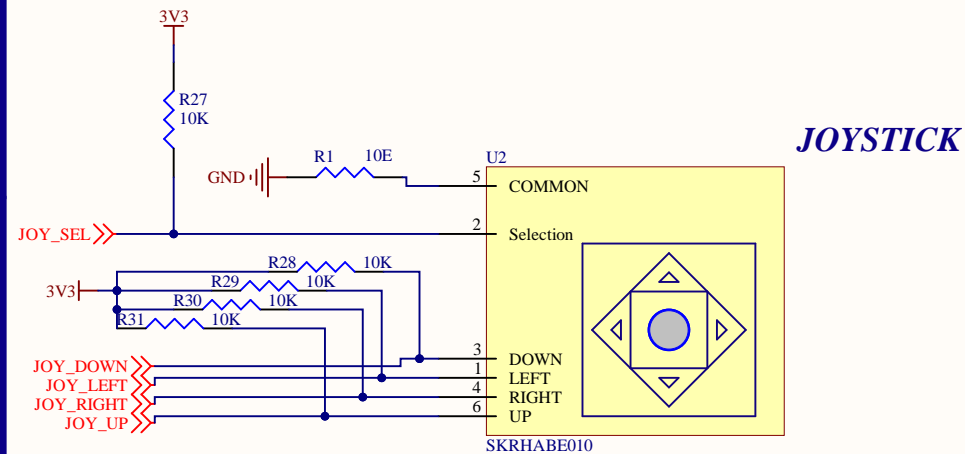 3V3
R27
10K
JOYSTICK
R1 10E
U2
GND
5 COMMON
JOY_SEL
2 Selection
R28 10K
R29 10K
3V3
R30 10K
R31 10K
JOY_DOWN
3 DOWN
JOY_LEFT
1 LEFT
JOY_RIGHT
4 RIGHT
JOY_UP
6 UP
SKRHABE010